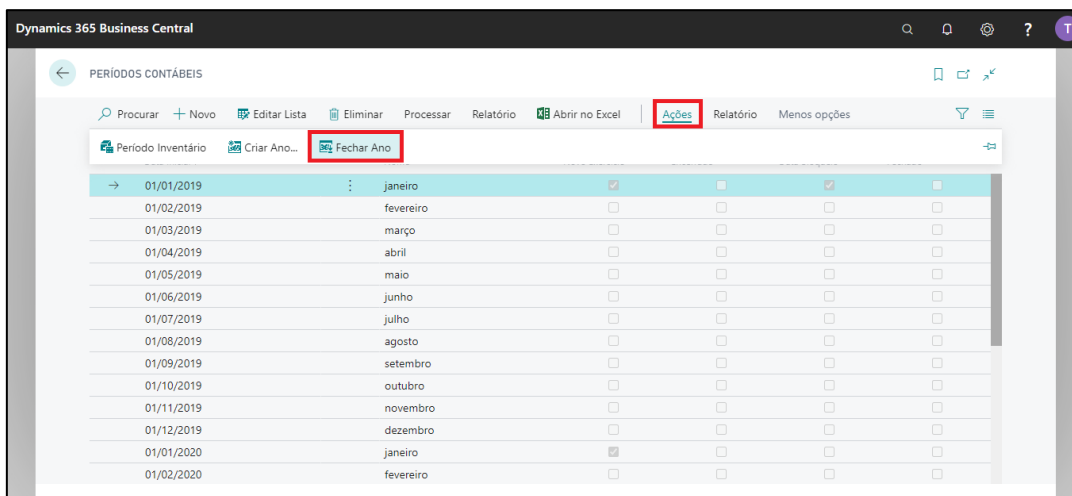 Dynamics 365 Business Central ? T
PERÍODOS CONTÁBEIS
Procurar Novo Editar Lista Eliminar Processar Relatório Abrir no Excel Ações Relatório Menos opções
Período Inventário Criar Ano... Fechar Ano
01/01/2019 janeiro
01/02/2019 fevereiro
01/03/2019 março
01/04/2019 abril
01/05/2019 maio
01/06/2019 junho
01/07/2019 julho
01/08/2019 agosto
01/09/2019 setembro
01/10/2019 outubro
01/11/2019 novembro
01/12/2019 dezembro
01/01/2020 janeiro
01/02/2020 fevereiro